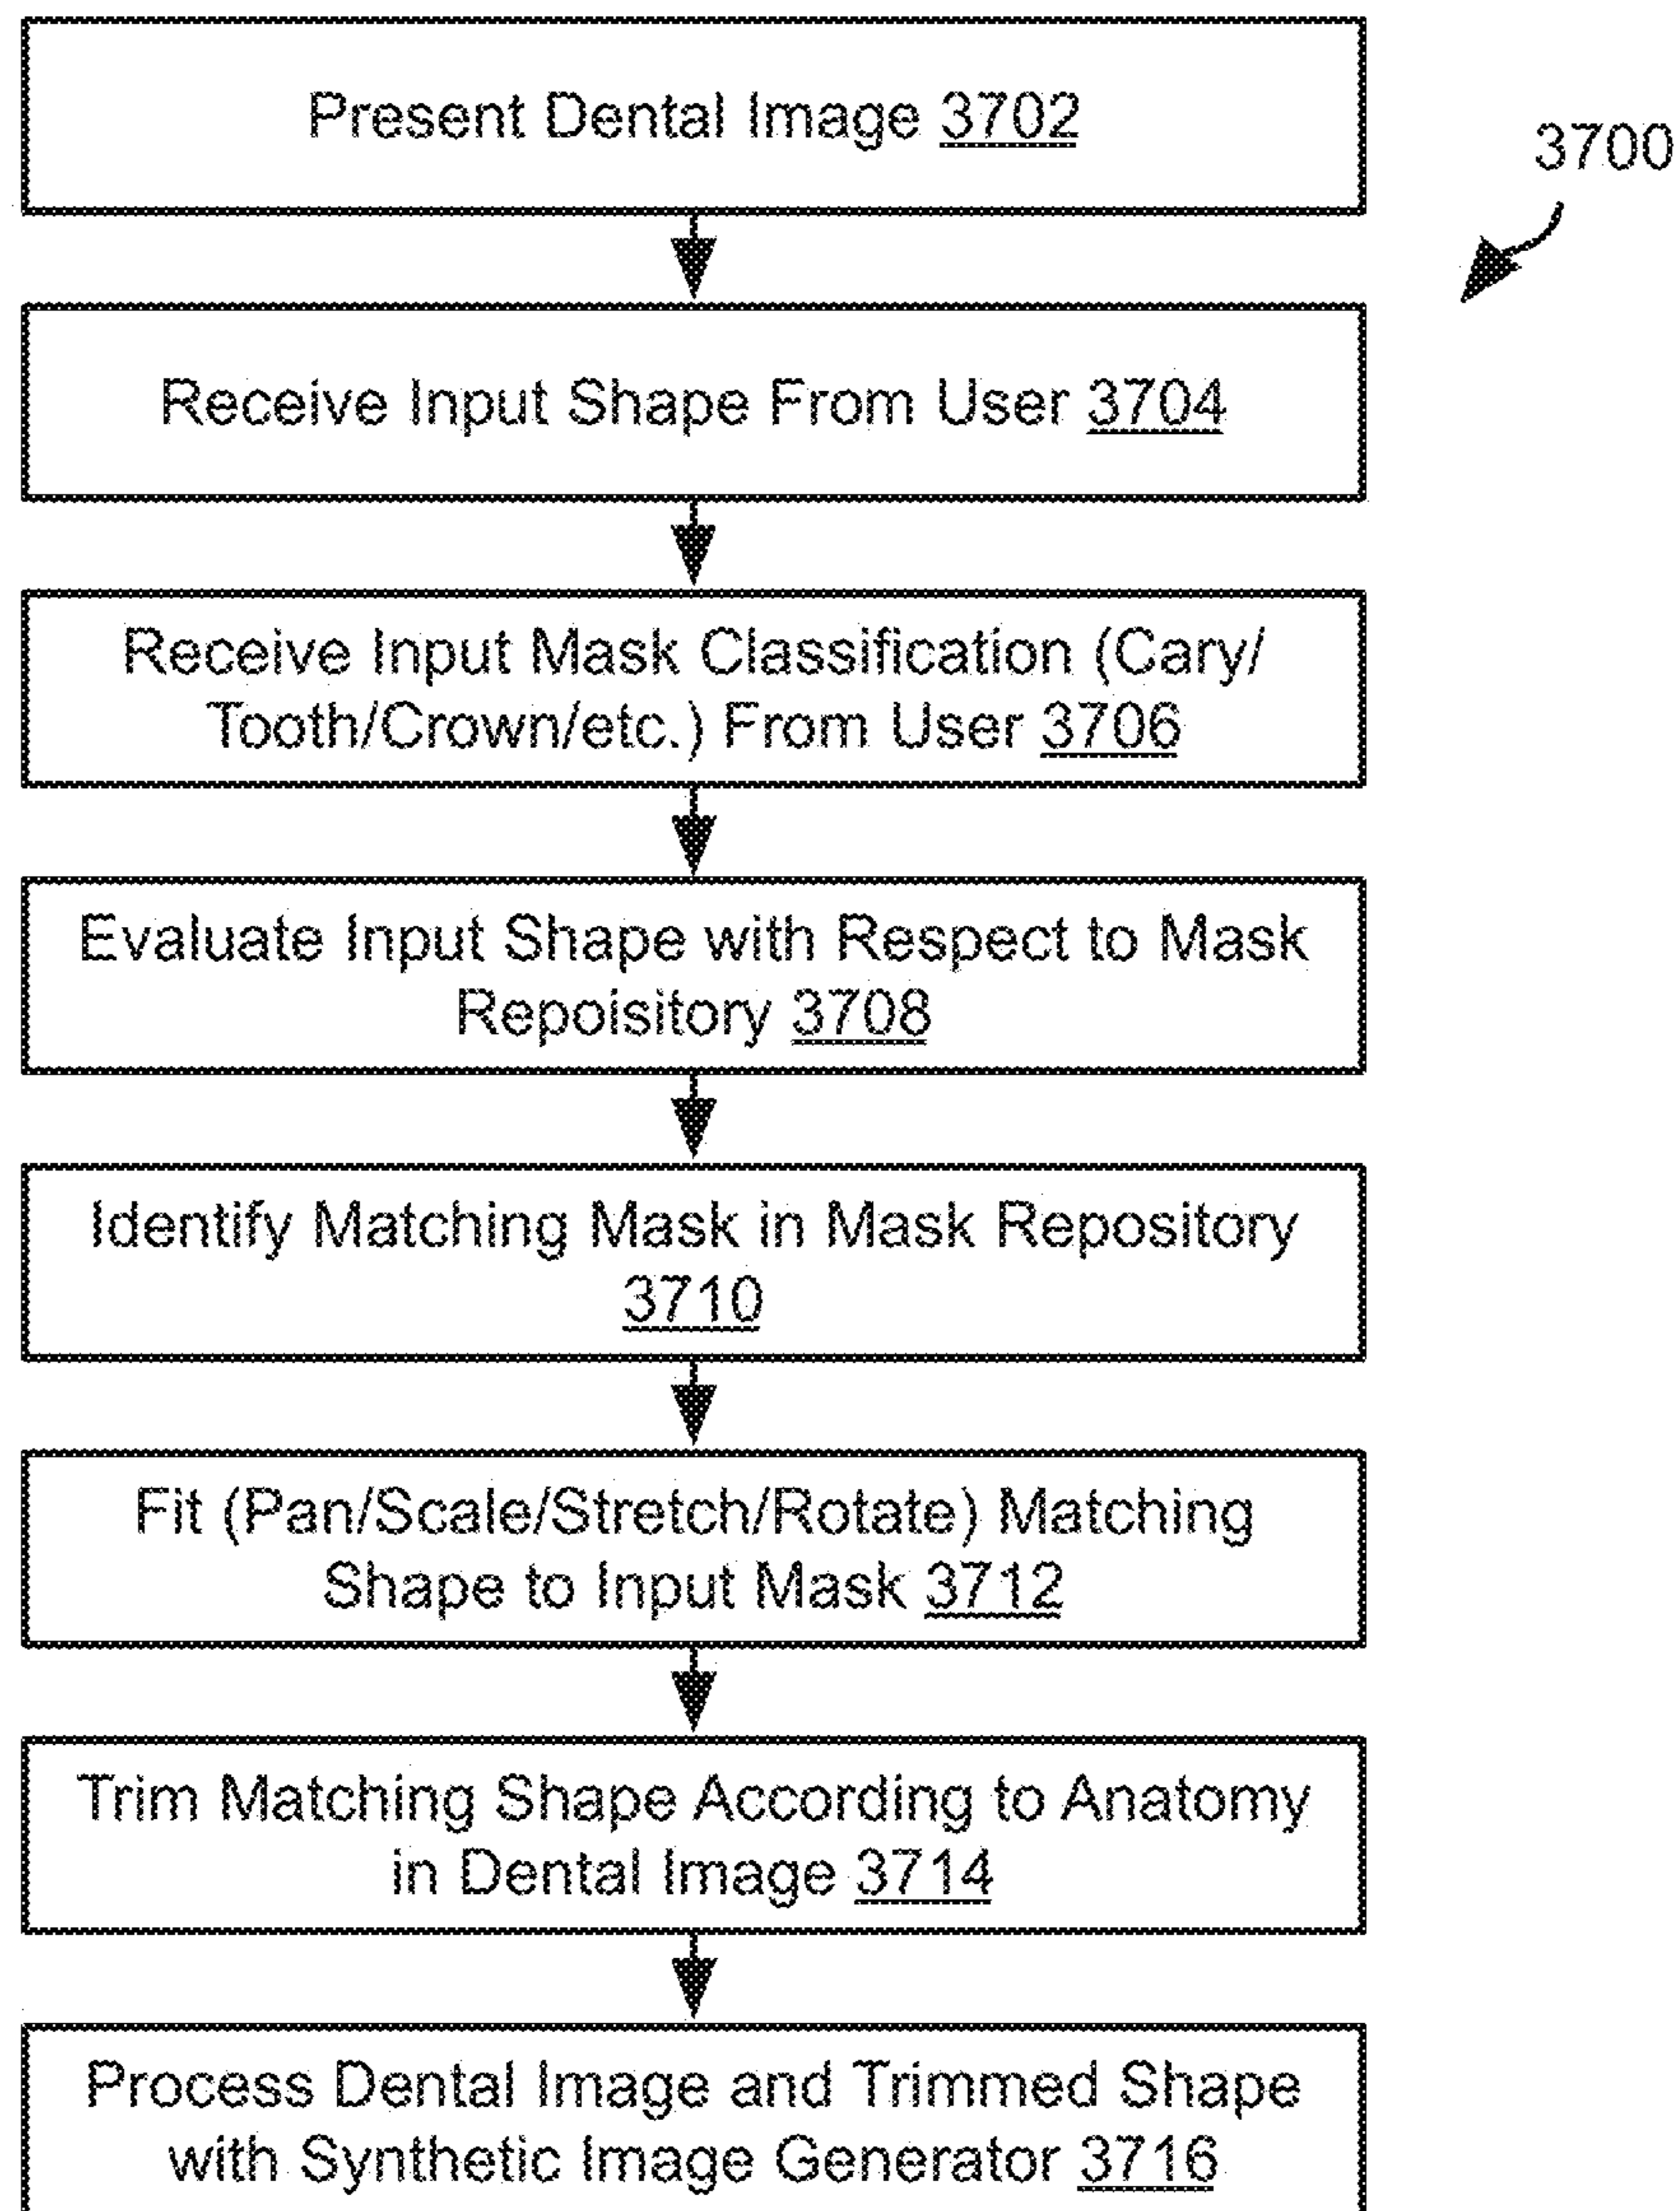 Present Dental Image 3702
3700
Receive Input Shape From User 3704
Receive Input Mask Classification (Cary/
Tooth/Crown/etc.) From User 3706
Evaluate Input Shape with Respect to Mask
Repoisitory 3708
Identify Matching Mask in Mask Repository
3710
Fit (Pan/Scale/Stretch/Rotate) Matching
Shape to Input Mask 3712
Trim Matching Shape According to Anatomy
in Dental Image 3714
Process Dental Image and Trimmed Shape
with Synthetic Image Generator 3716